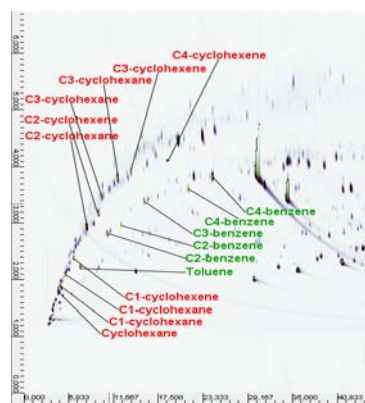 C4-cyclohexene
C3-cyclohexene
C3-cyclohexane
C3-cyclohexane
C2-cyclohexene
C2-cyclohexane
C4-benzene
C4-benzene
C3-benzene
C2-benzene
C2-benzene
Toluene
C1-cyclohexene
C1-cyclohexane
C1-cyclohexane
Cyclohexane
0,000 5,833 11,667 17,500 23,333 29,167 35,000 40,833